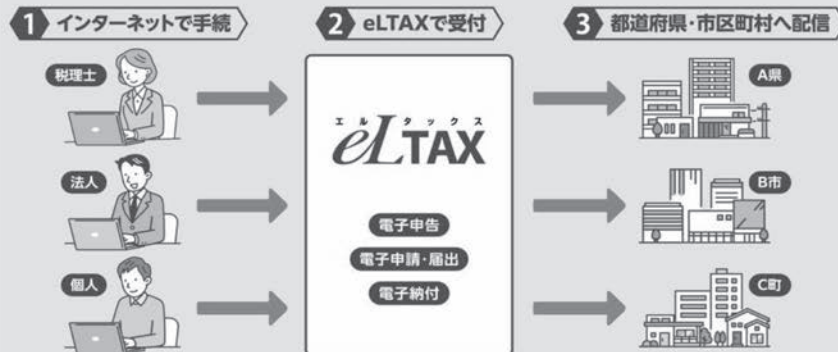 1 インターネットで手続
2 eLTAXで受付
3 都道府県・市区町村へ配信
税理士
法人
個人
エルタックス
eLTAX
電子申告
電子申請・届出
電子納付
A県
B市
C町